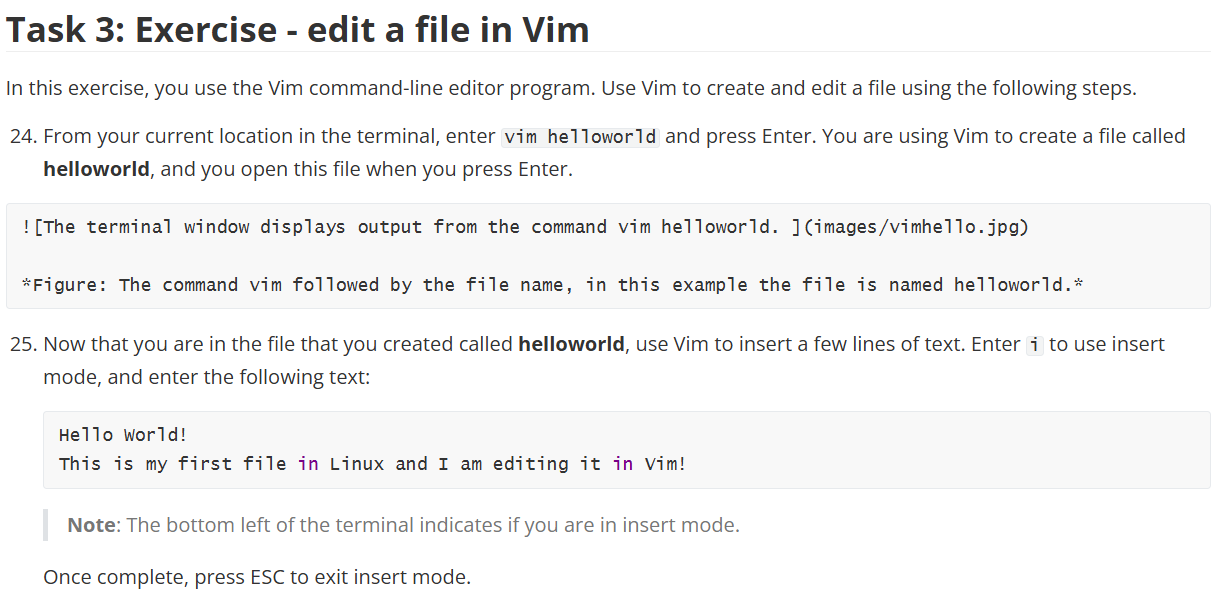 Task 3: Exercise - edit a file in Vim
In this exercise, you use the Vim command-line editor program. Use Vim to create and edit a file using the following steps.
24. From your current location in the terminal, enter vim helloworld and press Enter. You are using Vim to create a file called
helloworld, and you open this file when you press Enter.
![The terminal window displays output from the command vim helloworld. ](images/vimhello.jpg)
*Figure: The command vim followed by the file name, in this example the file is named helloworld.*
25. Now that you are in the file that you created called helloworld, use Vim to insert a few lines of text. Enter i to use insert
mode, and enter the following text:
Hello World!
This is my first file in Linux and I am editing it in Vim!
Note: The bottom left of the terminal indicates if you are in insert mode.
Once complete, press ESC to exit insert mode.